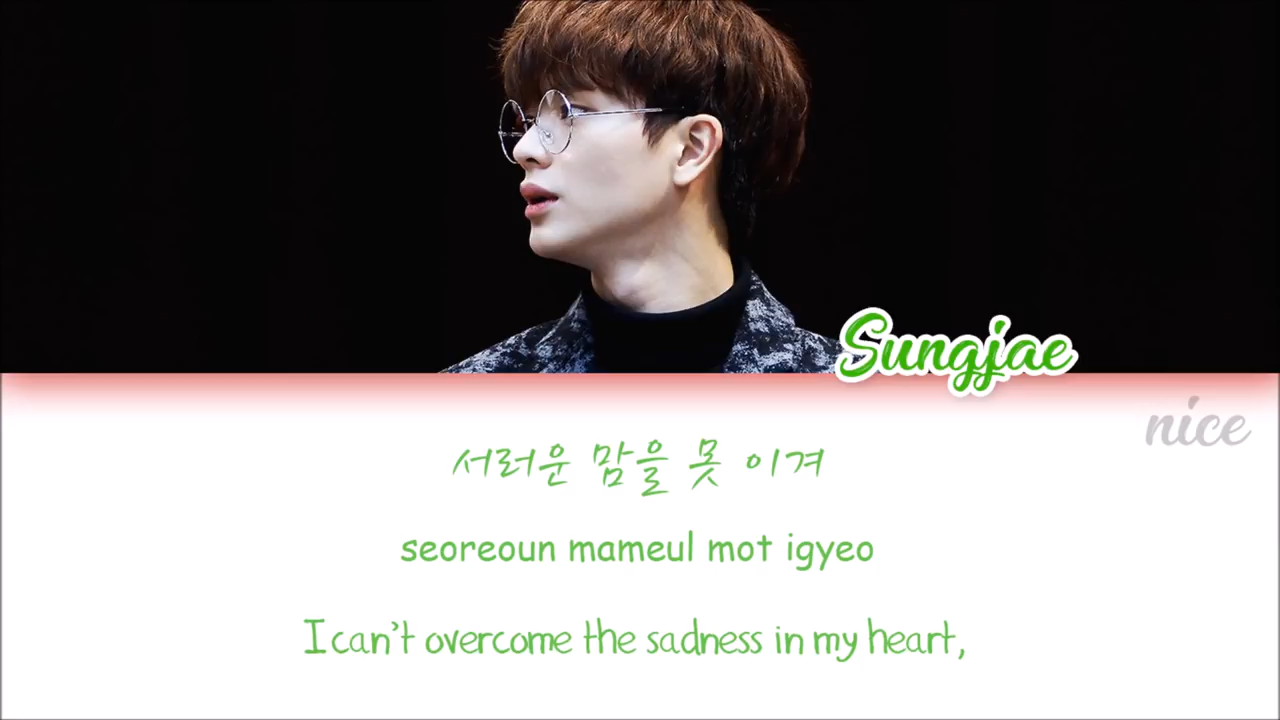 Sungjae
nice
서러운 맘을 못 이겨
seoreoun mameul mot igyeo
I can't overcome the sadness in my heart,